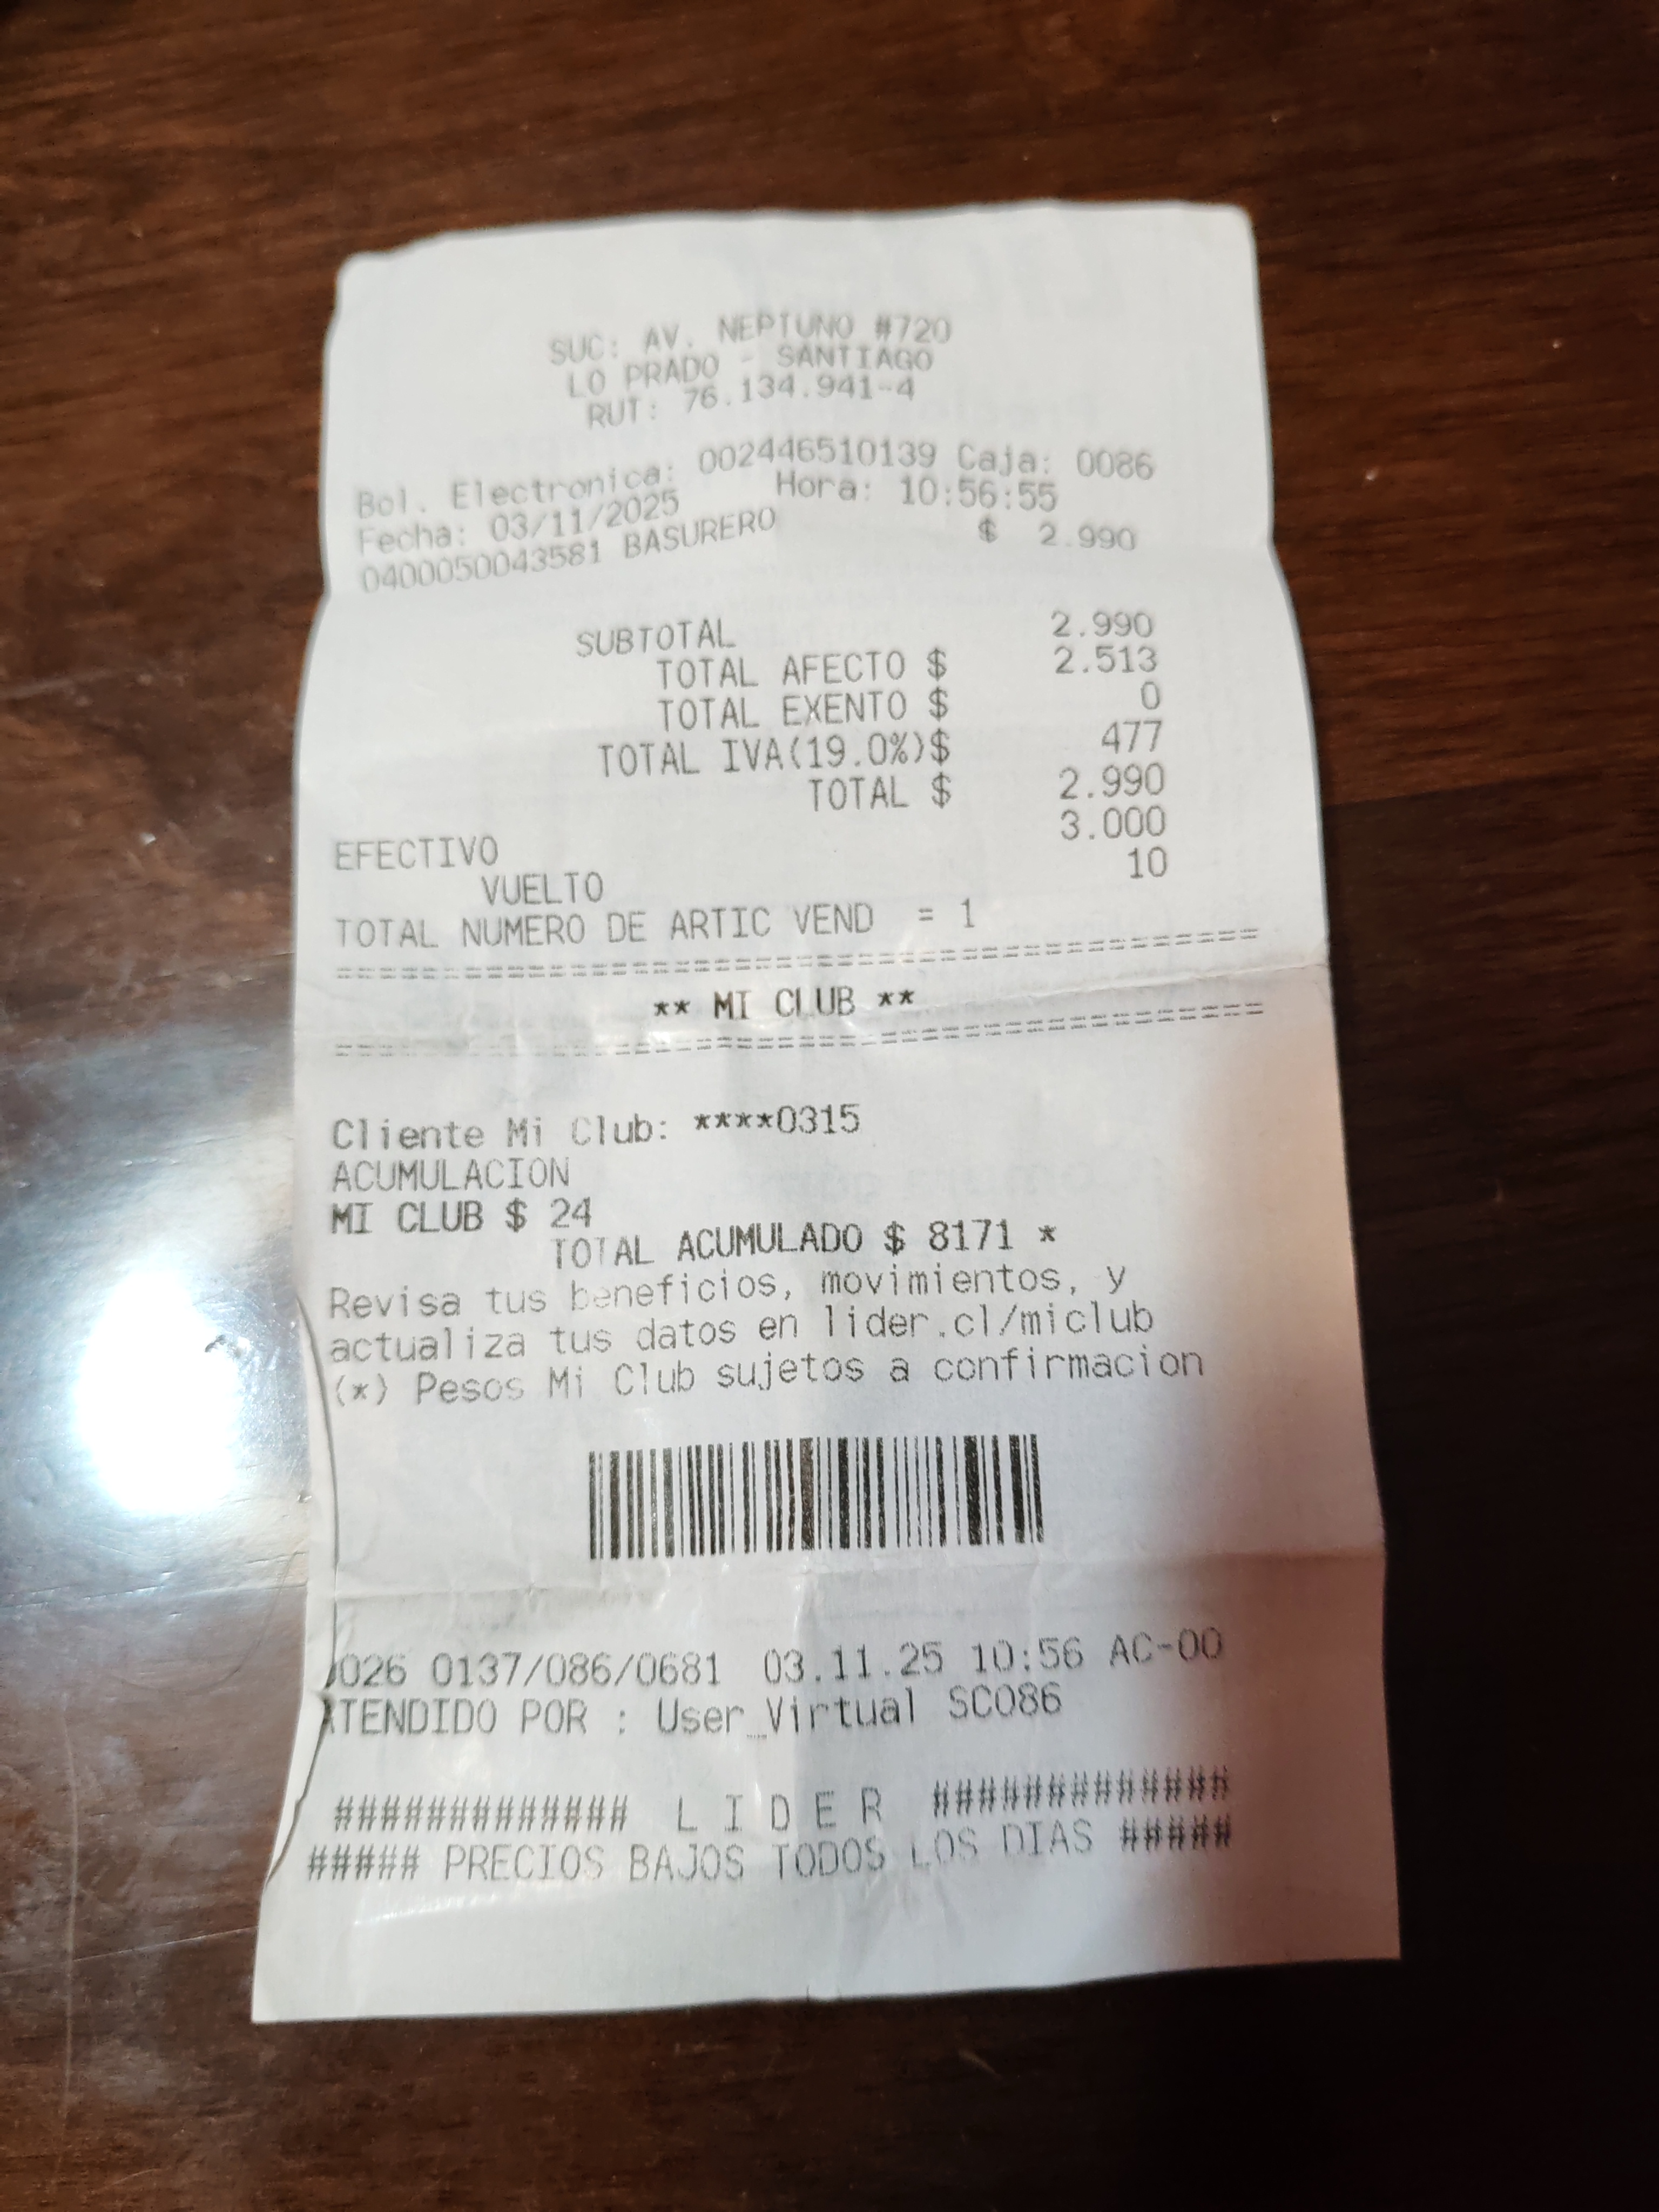 SUC: AV. NEPTUNO #720
LO PRADO - SANTIAGO
RUT: 76.134.941-4
Bol. Electronica: 002446510139 Caja: 0086
Fecha: 03/11/2025 Hora: 10:56:55
0400050043581 BASURERO $ 2.990
SUBTOTAL 2.990
TOTAL AFECTO $ 2.513
TOTAL EXENTO $ 0
TOTAL IVA(19.0%)$ 477
TOTAL $ 2.990
EFECTIVO 3.000
VUELTO 10
TOTAL NUMERO DE ARTIC VEND = 1
=============================================
** MI CLUB **
=============================================
Cliente Mi Club: ****0315
ACUMULACION
MI CLUB $ 24
TOTAL ACUMULADO $ 8171 *
Revisa tus beneficios, movimientos, y
actualiza tus datos en lider.cl/miclub
(*) Pesos Mi Club sujetos a confirmacion
0026 0137/086/0681 03.11.25 10:56 AC-00
ATENDIDO POR : User_Virtual SCO86
############# L I D E R #############
##### PRECIOS BAJOS TODOS LOS DIAS #####